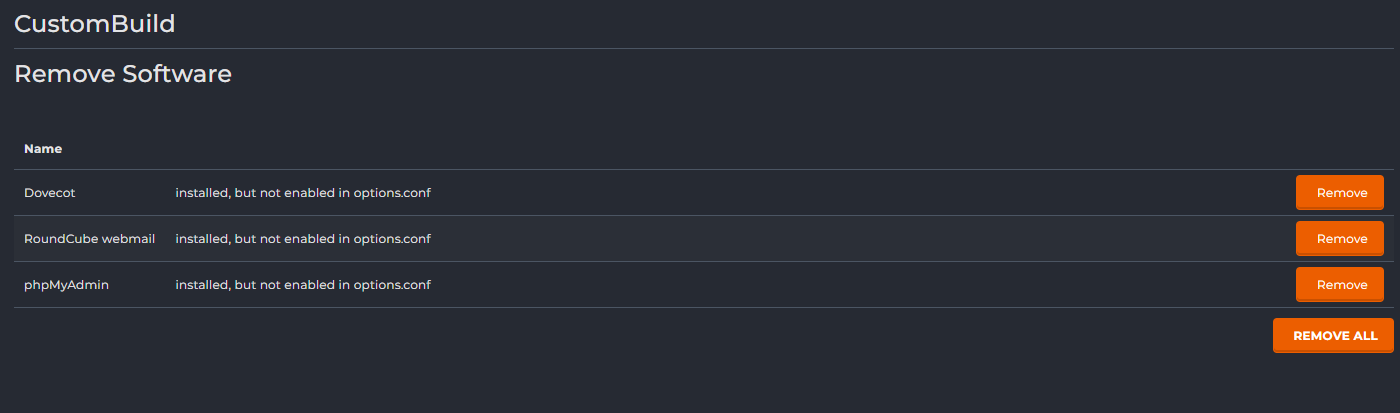 CustomBuild
Remove Software
Name
Dovecot installed, but not enabled in options.conf Remove
RoundCube webmail installed, but not enabled in options.conf Remove
phpMyAdmin installed, but not enabled in options.conf Remove
REMOVE ALL